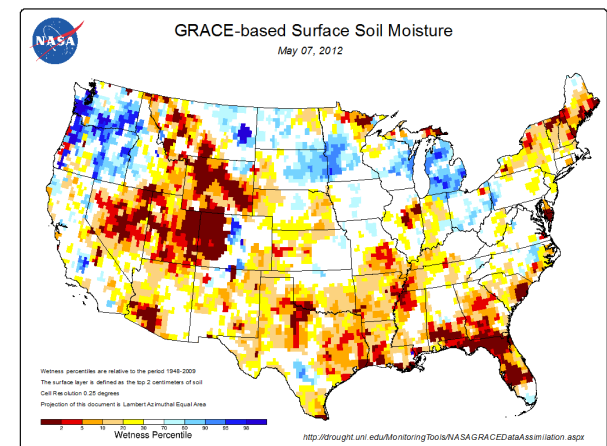 NASA
GRACE-based Surface Soil Moisture
May 07, 2012
Wetness percentiles are relative to the period 1948-2009
The surface layer is defined as the top 2 centimeters of soil
Cell Resolution 0.25 degrees
Projection of this document is Lambert Azimuthal Equal Area
2 5 10 20 30 70 80 90 95 98
Wetness Percentile
http://drought.unl.edu/MonitoringTools/NASAGRACEDataAssimilation.aspx